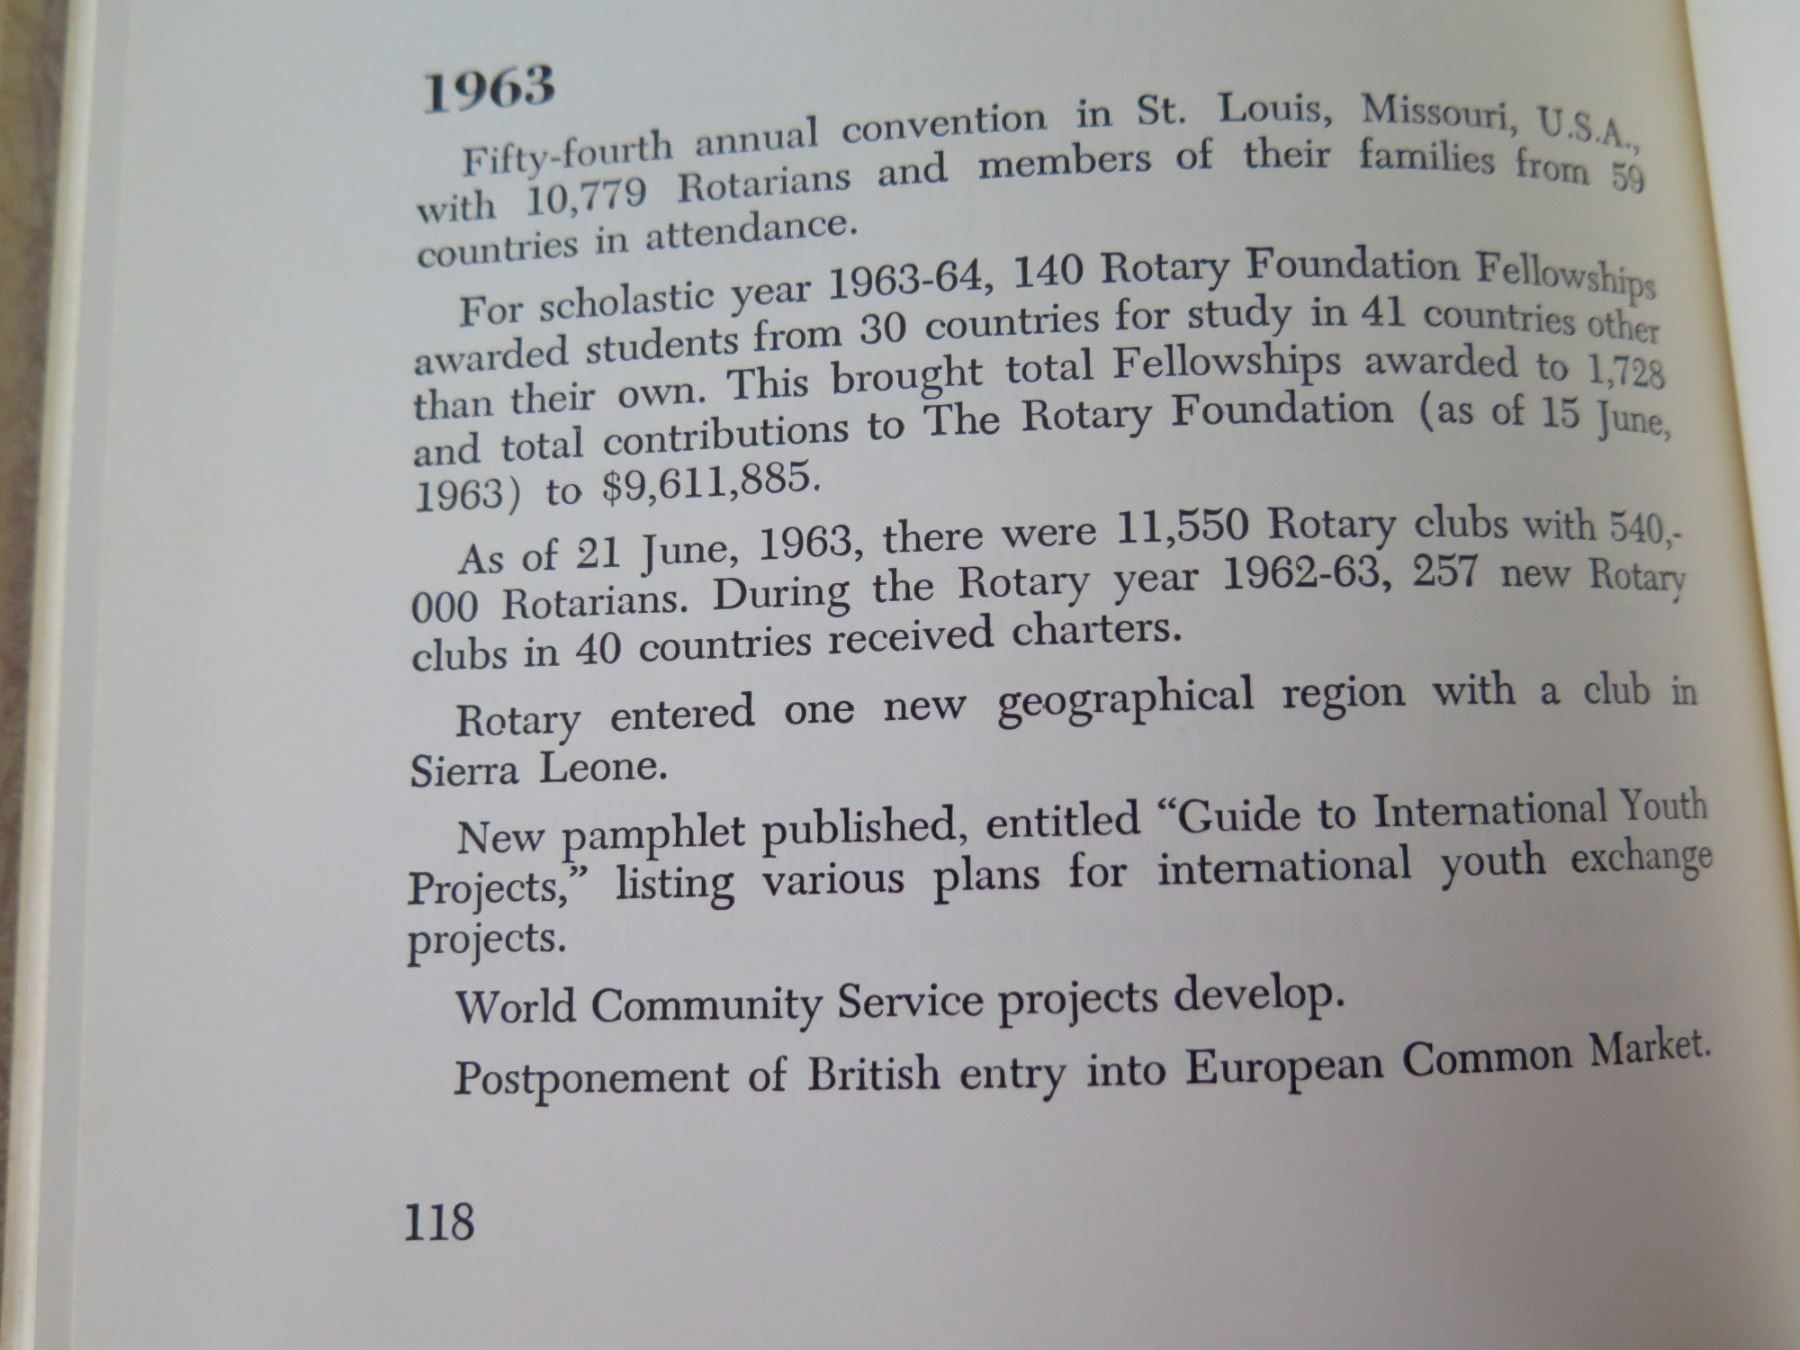 1963
Fifty-fourth annual convention in St. Louis, Missouri, U.S.A.,
with 10,779 Rotarians and members of their families from 59
countries in attendance.
For scholastic year 1963-64, 140 Rotary Foundation Fellowships
awarded students from 30 countries for study in 41 countries other
than their own. This brought total Fellowships awarded to 1,728
and total contributions to The Rotary Foundation (as of 15 June,
1963) to $9,611,885.
As of 21 June, 1963, there were 11,550 Rotary clubs with 540,-
000 Rotarians. During the Rotary year 1962-63, 257 new Rotary
clubs in 40 countries received charters.
Rotary entered one new geographical region with a club in
Sierra Leone.
New pamphlet published, entitled “Guide to International Youth
Projects,” listing various plans for international youth exchange
projects.
World Community Service projects develop.
Postponement of British entry into European Common Market.
118